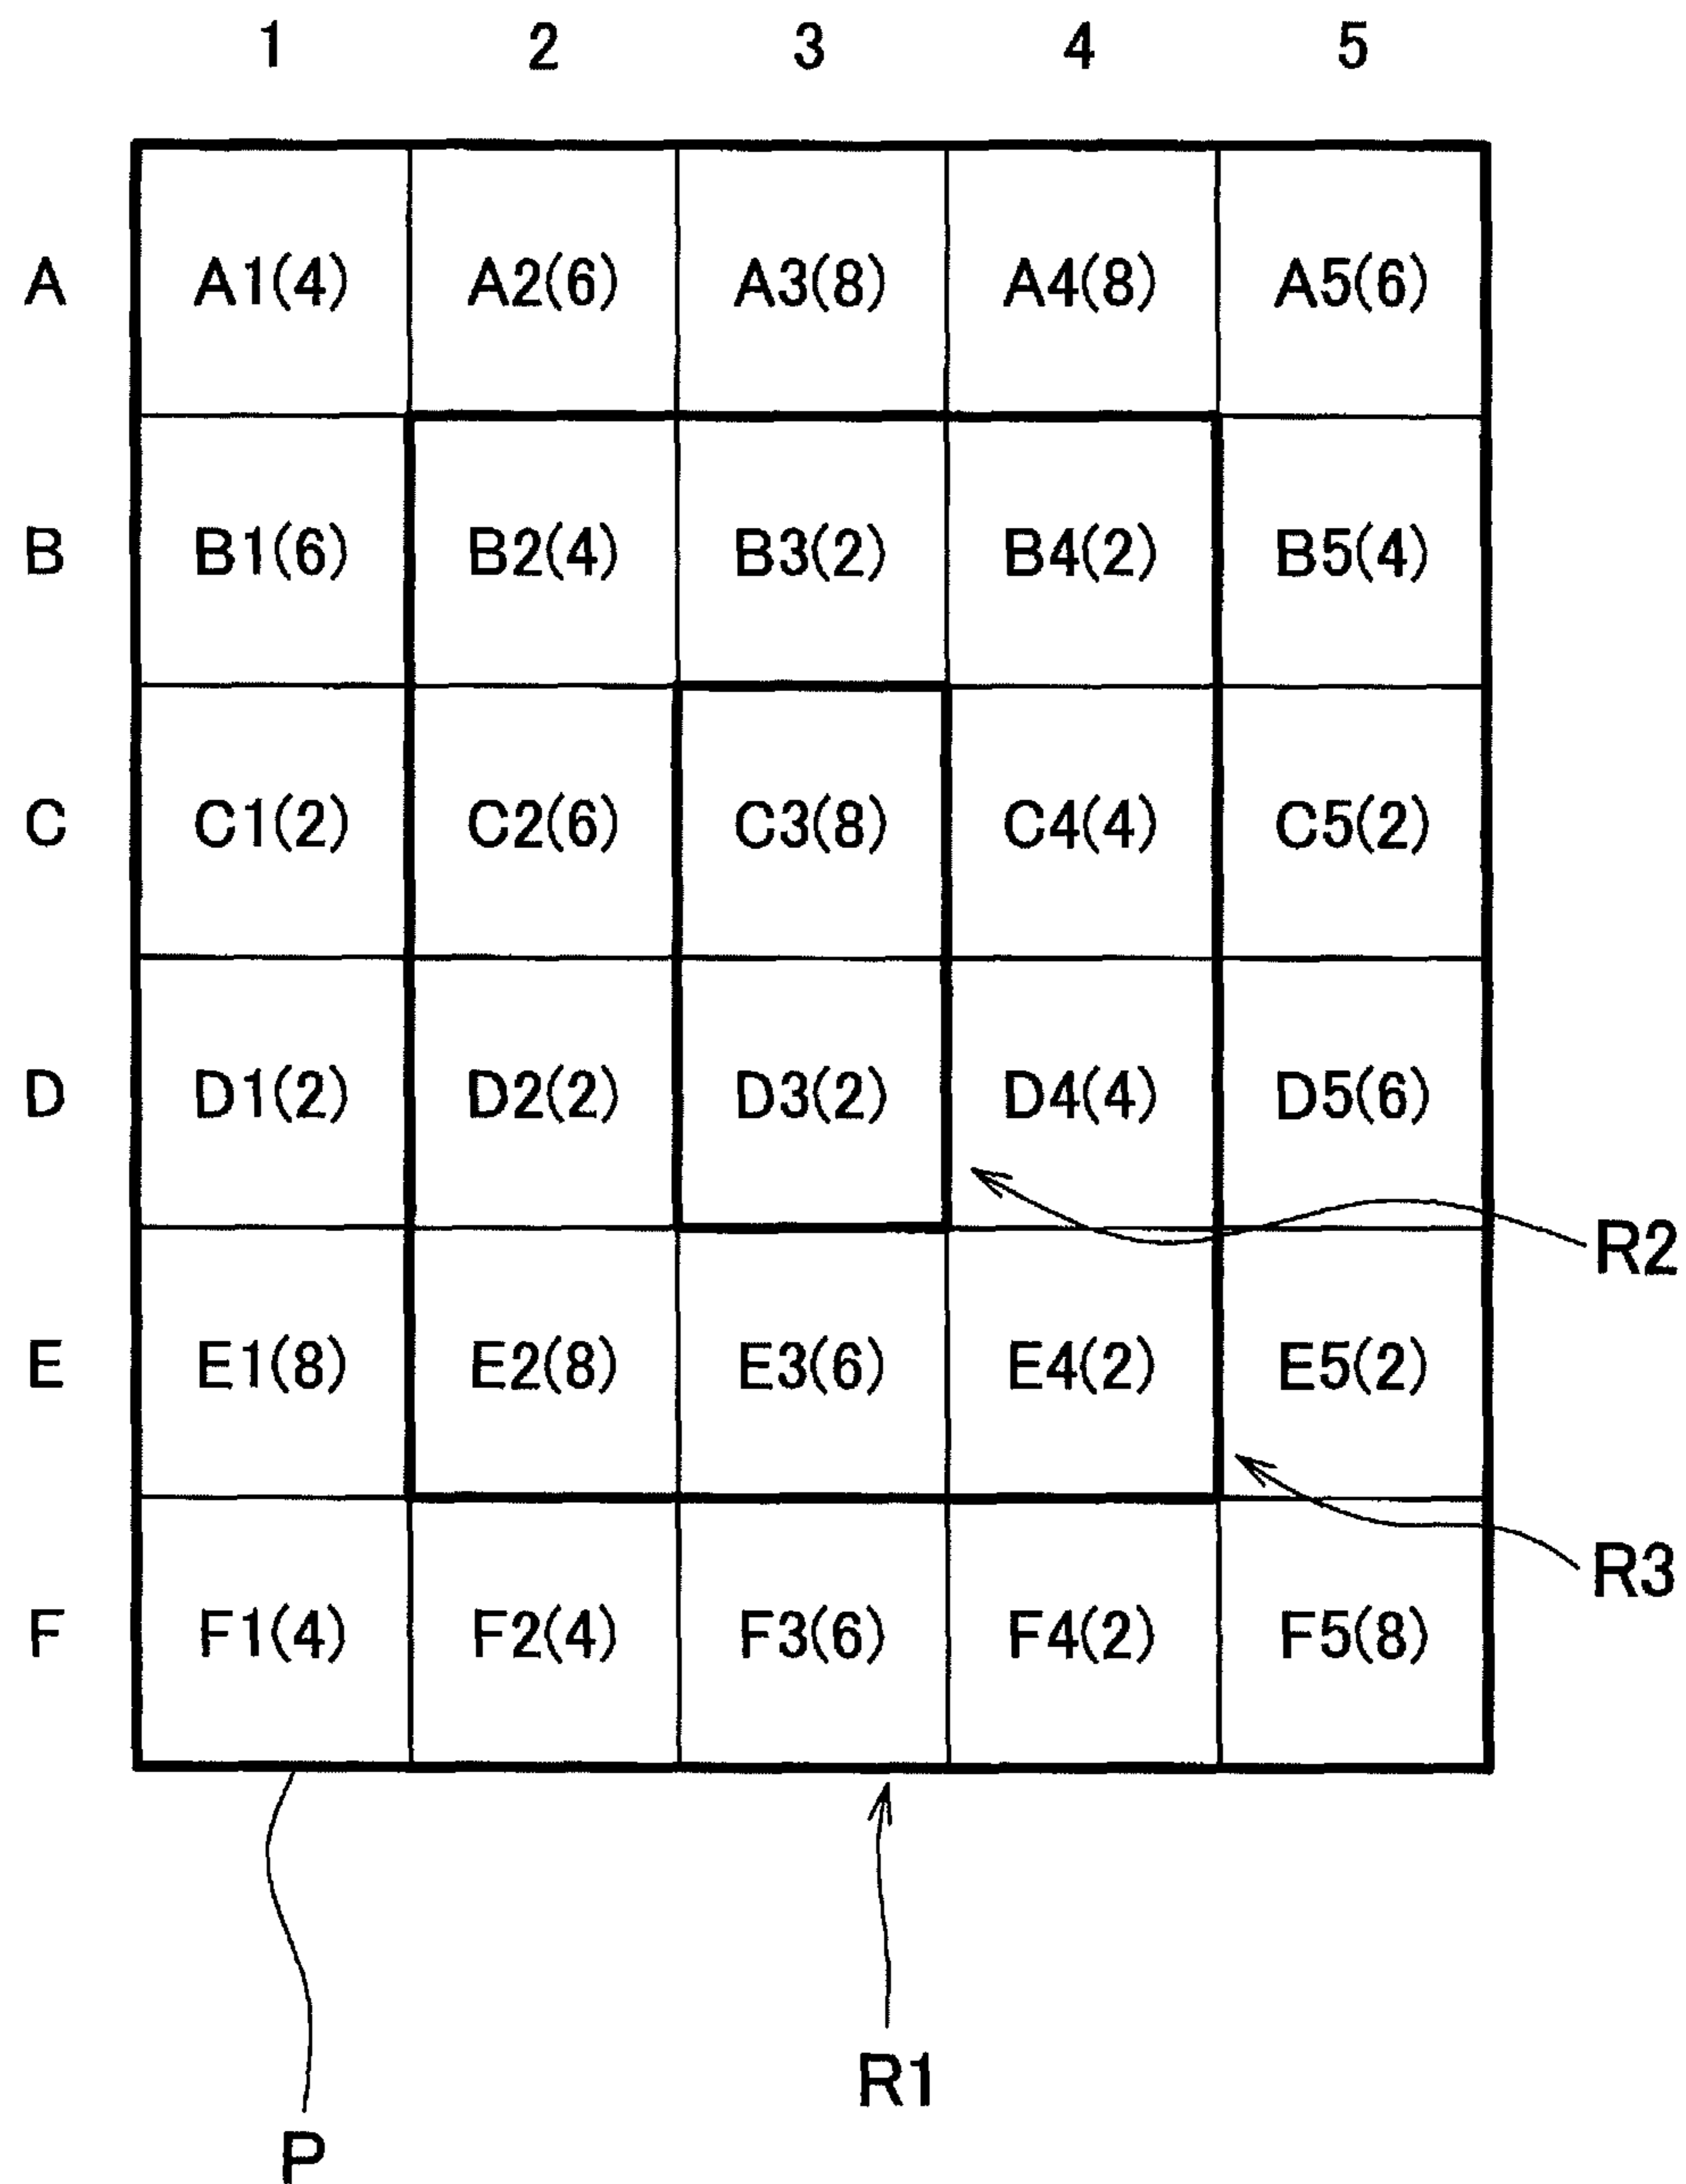 1 2 3 4 5
A A1(4) A2(6) A3(8) A4(8) A5(6)
B B1(6) B2(4) B3(2) B4(2) B5(4)
C C1(2) C2(6) C3(8) C4(4) C5(2)
D D1(2) D2(2) D3(2) D4(4) D5(6)
R2
E E1(8) E2(8) E3(6) E4(2) E5(2)
R3
F F1(4) F2(4) F3(6) F4(2) F5(8)
R1
P